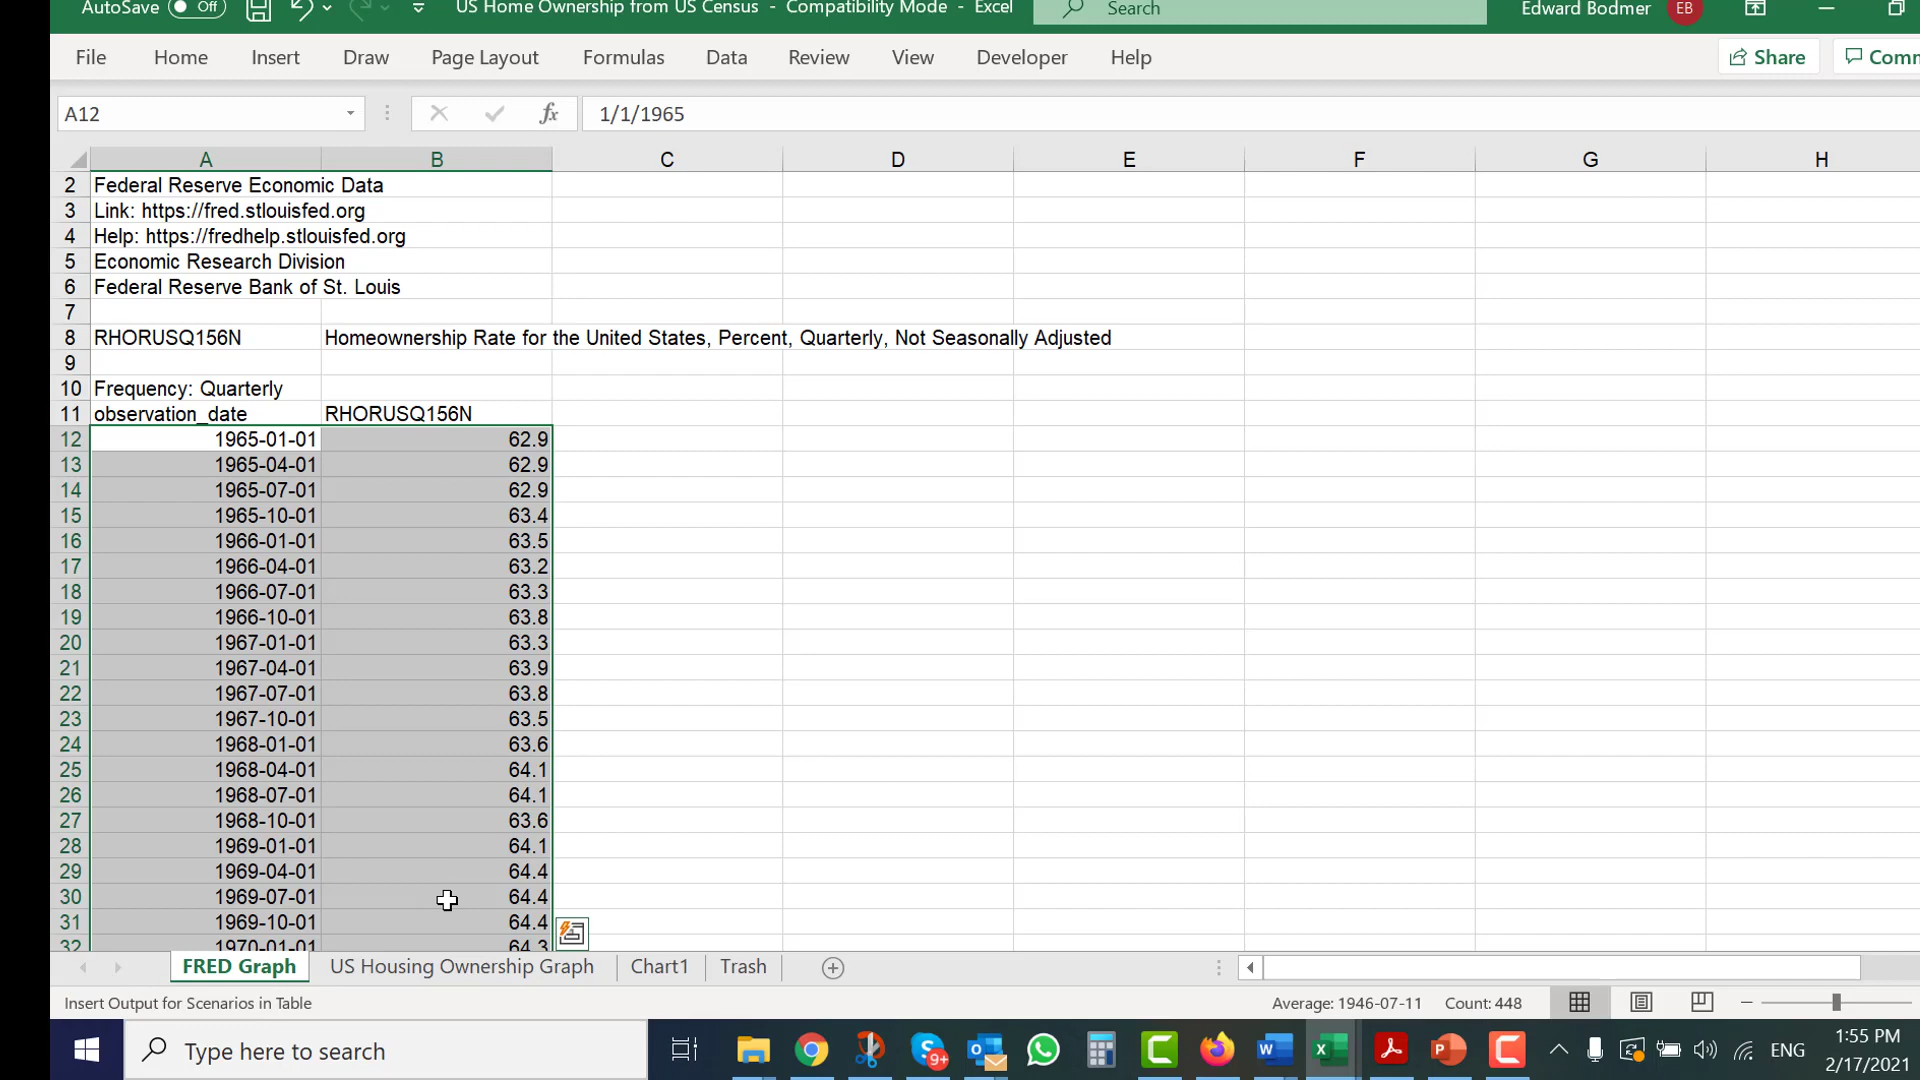 AutoSave Off US Home Ownership from US Census - Compatibility Mode - Excel Search Edward Bodmer EB
File Home Insert Draw Page Layout Formulas Data Review View Developer Help Share Comm
A12 fx 1/1/1965
A B C D E F G H
2 Federal Reserve Economic Data
3 Link: https://fred.stlouisfed.org
4 Help: https://fredhelp.stlouisfed.org
5 Economic Research Division
6 Federal Reserve Bank of St. Louis
7
8 RHORUSQ156N Homeownership Rate for the United States, Percent, Quarterly, Not Seasonally Adjusted
9
10 Frequency: Quarterly
11 observation_date RHORUSQ156N
12 1965-01-01 62.9
13 1965-04-01 62.9
14 1965-07-01 62.9
15 1965-10-01 63.4
16 1966-01-01 63.5
17 1966-04-01 63.2
18 1966-07-01 63.3
19 1966-10-01 63.8
20 1967-01-01 63.3
21 1967-04-01 63.9
22 1967-07-01 63.8
23 1967-10-01 63.5
24 1968-01-01 63.6
25 1968-04-01 64.1
26 1968-07-01 64.1
27 1968-10-01 63.6
28 1969-01-01 64.1
29 1969-04-01 64.4
30 1969-07-01 64.4
31 1969-10-01 64.4
32 1970-01-01 64.3
FRED Graph US Housing Ownership Graph Chart1 Trash
Insert Output for Scenarios in Table Average: 1946-07-11 Count: 448
Type here to search 9+ ENG 1:55 PM
2/17/2021